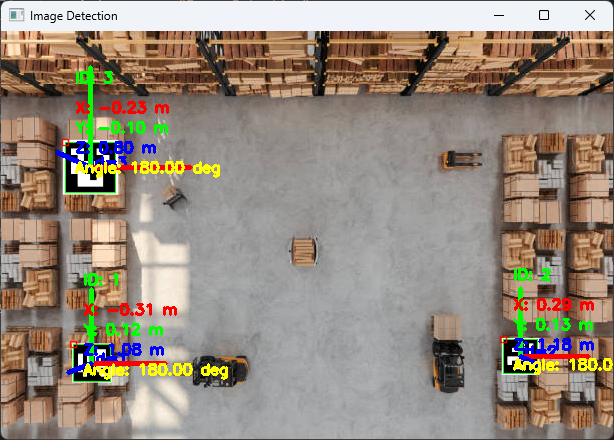 Image Detection
ID: 3
X: -0.23 m
Y: -0.10 m
Z: 0.80 m
Angle: 180.00 deg
ID: 1
X: -0.31 m
Y: 0.12 m
Z: 1.08 m
Angle: 180.00 deg
ID: 2
X: 0.29 m
Y: 0.13 m
Z: 1.18 m
Angle: 180.0